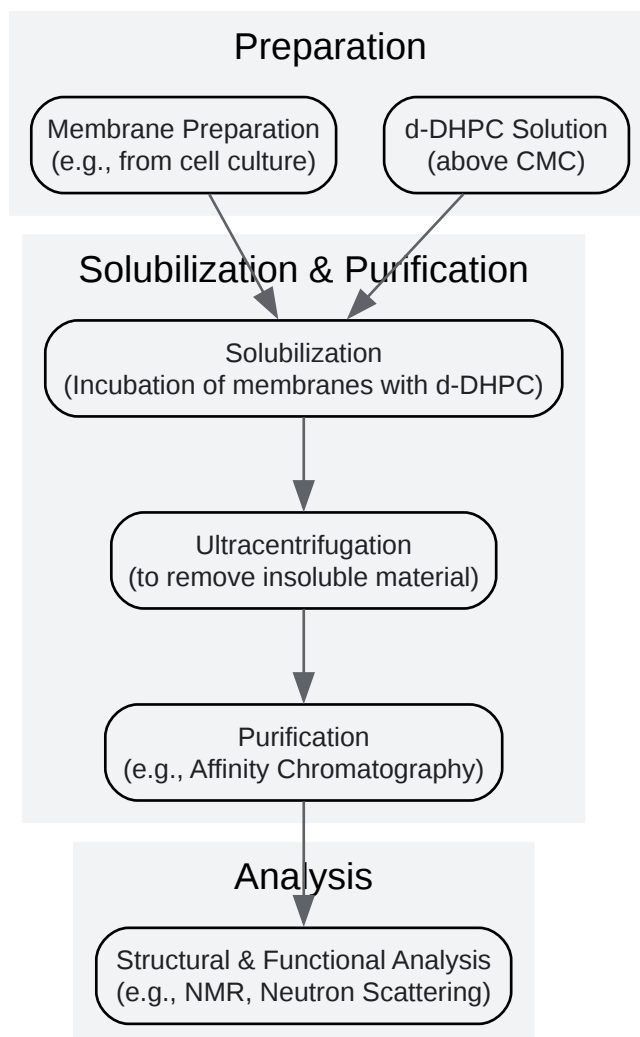 Preparation
Membrane Preparation
(e.g., from cell culture)
d-DHPC Solution
(above CMC)
Solubilization & Purification
Solubilization
(Incubation of membranes with d-DHPC)
Ultracentrifugation
(to remove insoluble material)
Purification
(e.g., Affinity Chromatography)
Analysis
Structural & Functional Analysis
(e.g., NMR, Neutron Scattering)